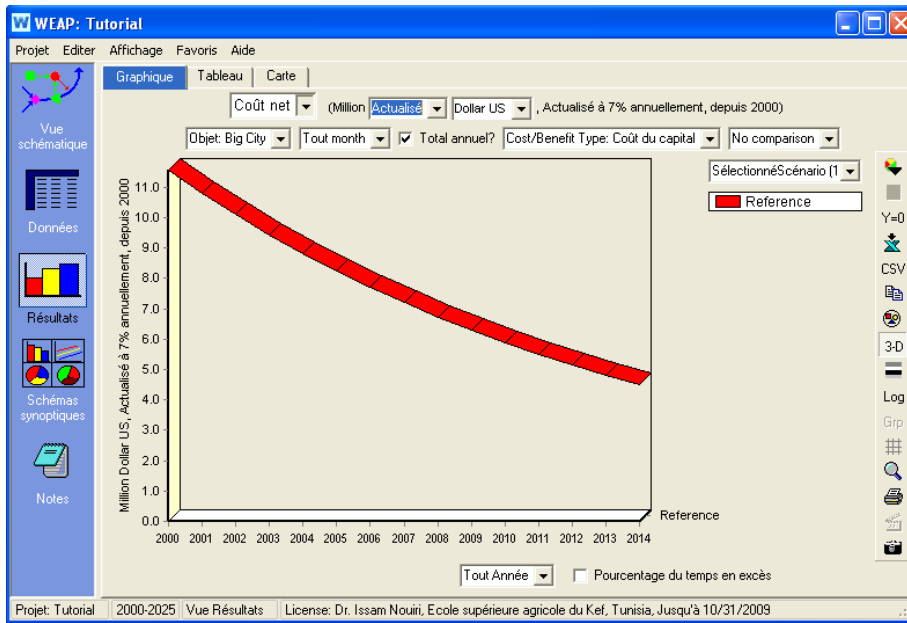 WEAP: Tutorial
Projet Editer Affichage Favoris Aide
Graphique Tableau Carte
Coût net (Million Actualisé Dollar US , Actualisé à 7% annuellement, depuis 2000)
Objet: Big City Tout month Total annuel? Cost/Benefit Type: Coût du capital No comparison
SélectionnéScénario (1
Reference
Vue
schématique
Données
Résultats
Schémas
synoptiques
Notes
Million Dollar US, Actualisé à 7% annuellement, depuis 2000
11.0
10.0
9.0
8.0
7.0
6.0
5.0
4.0
3.0
2.0
1.0
0.0
2000 2001 2002 2003 2004 2005 2006 2007 2008 2009 2010 2011 2012 2013 2014
Reference
Y=0
CSV
3-D
Log
Grp
Tout Année Pourcentage du temps en excès
Projet: Tutorial 2000-2025 Vue Résultats License: Dr. Issam Nouiri, Ecole supérieure agricole du Kef, Tunisia, Jusqu'à 10/31/2009